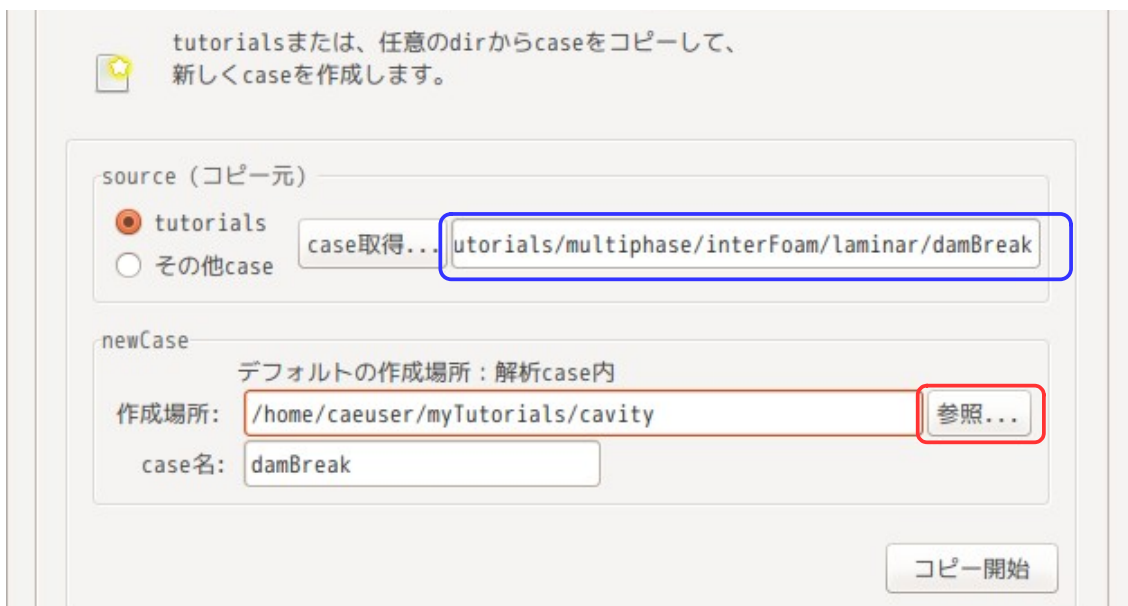 tutorialsまたは、任意のdirからcaseをコピーして、
新しくcaseを作成します。
source (コピー元)
tutorials
その他case
case取得...
utorials/multiphase/interFoam/laminar/damBreak
newCase
デフォルトの作成場所:解析case内
作成場所: /home/caeuser/myTutorials/cavity 参照...
case名: damBreak
コピー開始